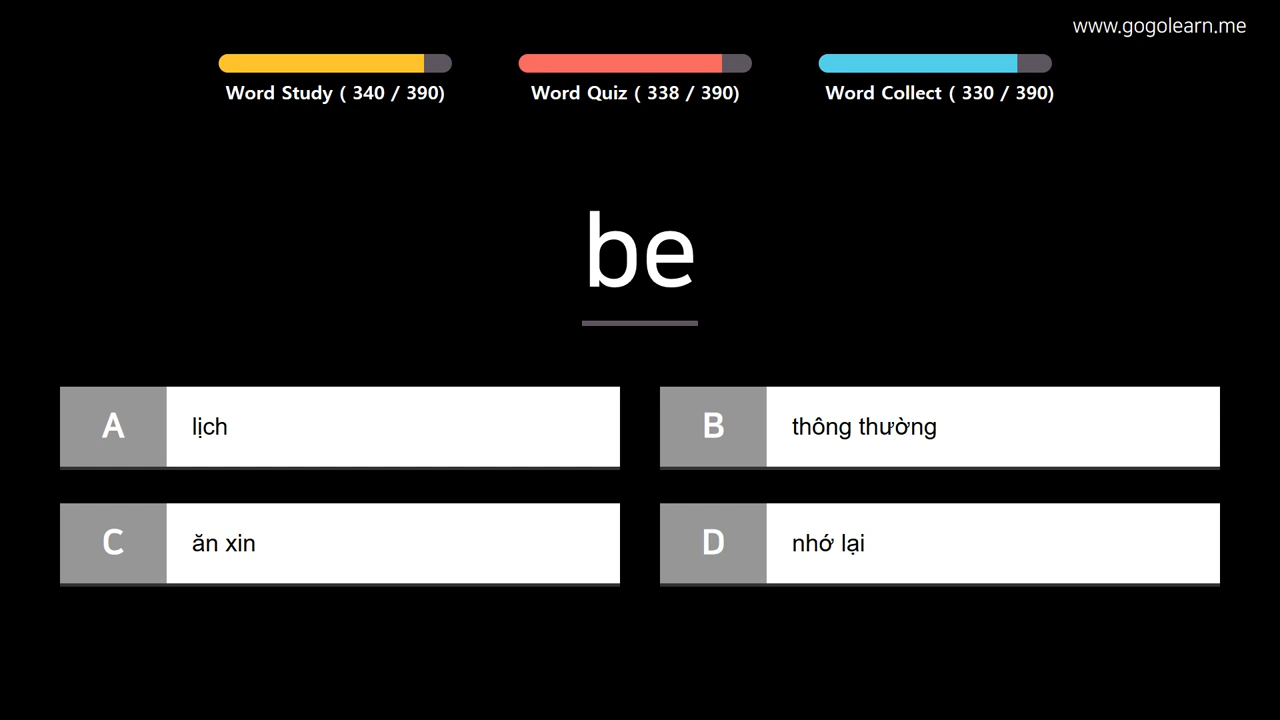 www.gogolearn.me
Word Study ( 340 / 390)
Word Quiz ( 338 / 390)
Word Collect ( 330 / 390)
be
A lịch
B thông thường
C ăn xin
D nhớ lại